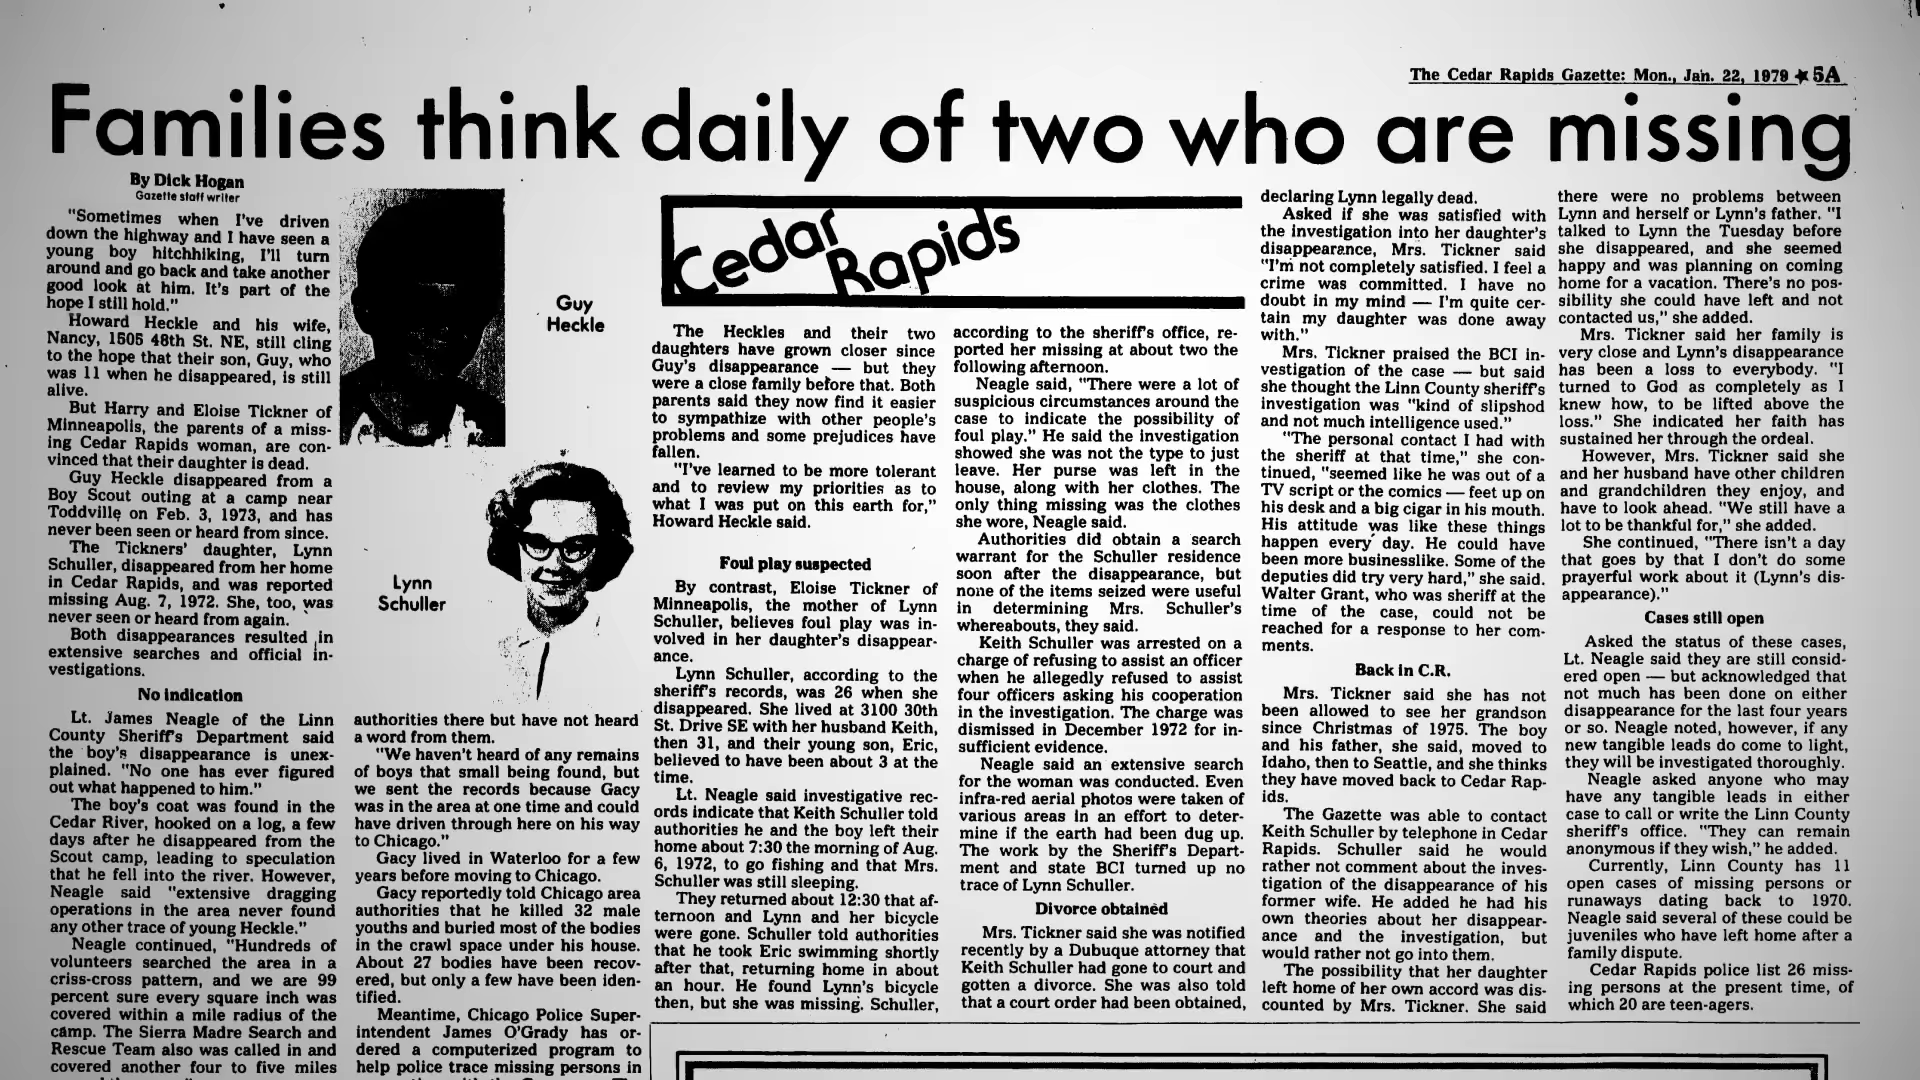 The Cedar Rapids Gazette: Mon., Jan. 22, 1979 ★ 5A
Families think daily of two who are missing
By Dick Hogan
Gazette staff writer
"Sometimes when I've driven
down the highway and I have seen a
young boy hitchhiking, I'll turn
around and go back and take another
good look at him. It's part of the
hope I still hold."
Howard Heckle and his wife,
Nancy, 1505 48th St. NE, still cling
to the hope that their son, Guy, who
was 11 when he disappeared, is still
alive.
But Harry and Eloise Tickner of
Minneapolis, the parents of a miss-
ing Cedar Rapids woman, are con-
vinced that their daughter is dead.
Guy Heckle disappeared from a
Boy Scout outing at a camp near
Toddville on Feb. 3, 1973, and has
never been seen or heard from since.
The Tickners' daughter, Lynn
Schuller, disappeared from her home
in Cedar Rapids, and was reported
missing Aug. 7, 1972. She, too, was
never seen or heard from again.
Both disappearances resulted in
extensive searches and official in-
vestigations.
No indication
Lt. James Neagle of the Linn
County Sheriff's Department said
the boy's disappearance is unex-
plained. "No one has ever figured
out what happened to him."
The boy's coat was found in the
Cedar River, hooked on a log, a few
days after he disappeared from the
Scout camp, leading to speculation
that he fell into the river. However,
Neagle said "extensive dragging
operations in the area never found
any other trace of young Heckle."
Neagle continued, "Hundreds of
volunteers searched the area in a
criss-cross pattern, and we are 99
percent sure every square inch was
covered within a mile radius of the
camp. The Sierra Madre Search and
Rescue Team also was called in and
covered another four to five miles
Guy
Heckle
Lynn
Schuller
authorities there but have not heard
a word from them.
"We haven't heard of any remains
of boys that small being found, but
we sent the records because Gacy
was in the area at one time and could
have driven through here on his way
to Chicago."
Gacy lived in Waterloo for a few
years before moving to Chicago.
Gacy reportedly told Chicago area
authorities that he killed 32 male
youths and buried most of the bodies
in the crawl space under his house.
About 27 bodies have been recov-
ered, but only a few have been iden-
tified.
Meantime, Chicago Police Super-
intendent James O'Grady has or-
dered a computerized program to
help police trace missing persons in
Cedar
Rapids
The Heckles and their two
daughters have grown closer since
Guy's disappearance — but they
were a close family before that. Both
parents said they now find it easier
to sympathize with other people's
problems and some prejudices have
fallen.
"I've learned to be more tolerant
and to review my priorities as to
what I was put on this earth for,"
Howard Heckle said.
Foul play suspected
By contrast, Eloise Tickner of
Minneapolis, the mother of Lynn
Schuller, believes foul play was in-
volved in her daughter's disappear-
ance.
Lynn Schuller, according to the
sheriff's records, was 26 when she
disappeared. She lived at 3100 30th
St. Drive SE with her husband Keith,
then 31, and their young son, Eric,
believed to have been about 3 at the
time.
Lt. Neagle said investigative rec-
ords indicate that Keith Schuller told
authorities he and the boy left their
home about 7:30 the morning of Aug.
6, 1972, to go fishing and that Mrs.
Schuller was still sleeping.
They returned about 12:30 that af-
ternoon and Lynn and her bicycle
were gone. Schuller told authorities
that he took Eric swimming shortly
after that, returning home in about
an hour. He found Lynn's bicycle
then, but she was missing. Schuller,
according to the sheriff's office, re-
ported her missing at about two the
following afternoon.
Neagle said, "There were a lot of
suspicious circumstances around the
case to indicate the possibility of
foul play." He said the investigation
showed she was not the type to just
leave. Her purse was left in the
house, along with her clothes. The
only thing missing was the clothes
she wore, Neagle said.
Authorities did obtain a search
warrant for the Schuller residence
soon after the disappearance, but
none of the items seized were useful
in determining Mrs. Schuller's
whereabouts, they said.
Keith Schuller was arrested on a
charge of refusing to assist an officer
when he allegedly refused to assist
four officers asking his cooperation
in the investigation. The charge was
dismissed in December 1972 for in-
sufficient evidence.
Neagle said an extensive search
for the woman was conducted. Even
infra-red aerial photos were taken of
various areas in an effort to deter-
mine if the earth had been dug up.
The work by the Sheriff's Depart-
ment and state BCI turned up no
trace of Lynn Schuller.
Divorce obtained
Mrs. Tickner said she was notified
recently by a Dubuque attorney that
Keith Schuller had gone to court and
gotten a divorce. She was also told
that a court order had been obtained,
declaring Lynn legally dead.
Asked if she was satisfied with
the investigation into her daughter's
disappearance, Mrs. Tickner said
"I'm not completely satisfied. I feel a
crime was committed. I have no
doubt in my mind — I'm quite cer-
tain my daughter was done away
with."
Mrs. Tickner praised the BCI in-
vestigation of the case — but said
she thought the Linn County sheriff's
investigation was "kind of slipshod
and not much intelligence used."
"The personal contact I had with
the sheriff at that time," she con-
tinued, "seemed like he was out of a
TV script or the comics — feet up on
his desk and a big cigar in his mouth.
His attitude was like these things
happen every day. He could have
been more businesslike. Some of the
deputies did try very hard," she said.
Walter Grant, who was sheriff at the
time of the case, could not be
reached for a response to her com-
ments.
Back in C.R.
Mrs. Tickner said she has not
been allowed to see her grandson
since Christmas of 1975. The boy
and his father, she said, moved to
Idaho, then to Seattle, and she thinks
they have moved back to Cedar Rap-
ids.
The Gazette was able to contact
Keith Schuller by telephone in Cedar
Rapids. Schuller said he would
rather not comment about the inves-
tigation of the disappearance of his
former wife. He added he had his
own theories about her disappear-
ance and the investigation, but
would rather not go into them.
The possibility that her daughter
left home of her own accord was dis-
counted by Mrs. Tickner. She said
there were no problems between
Lynn and herself or Lynn's father. "I
talked to Lynn the Tuesday before
she disappeared, and she seemed
happy and was planning on coming
home for a vacation. There's no pos-
sibility she could have left and not
contacted us," she added.
Mrs. Tickner said her family is
very close and Lynn's disappearance
has been a loss to everybody. "I
turned to God as completely as I
knew how, to be lifted above the
loss." She indicated her faith has
sustained her through the ordeal.
However, Mrs. Tickner said she
and her husband have other children
and grandchildren they enjoy, and
have to look ahead. "We still have a
lot to be thankful for," she added.
She continued, "There isn't a day
that goes by that I don't do some
prayerful work about it (Lynn's dis-
appearance)."
Cases still open
Asked the status of these cases,
Lt. Neagle said they are still consid-
ered open — but acknowledged that
not much has been done on either
disappearance for the last four years
or so. Neagle noted, however, if any
new tangible leads do come to light,
they will be investigated thoroughly.
Neagle asked anyone who may
have any tangible leads in either
case to call or write the Linn County
sheriff's office. "They can remain
anonymous if they wish," he added.
Currently, Linn County has 11
open cases of missing persons or
runaways dating back to 1970.
Neagle said several of these could be
juveniles who have left home after a
family dispute.
Cedar Rapids police list 26 miss-
ing persons at the present time, of
which 20 are teen-agers.